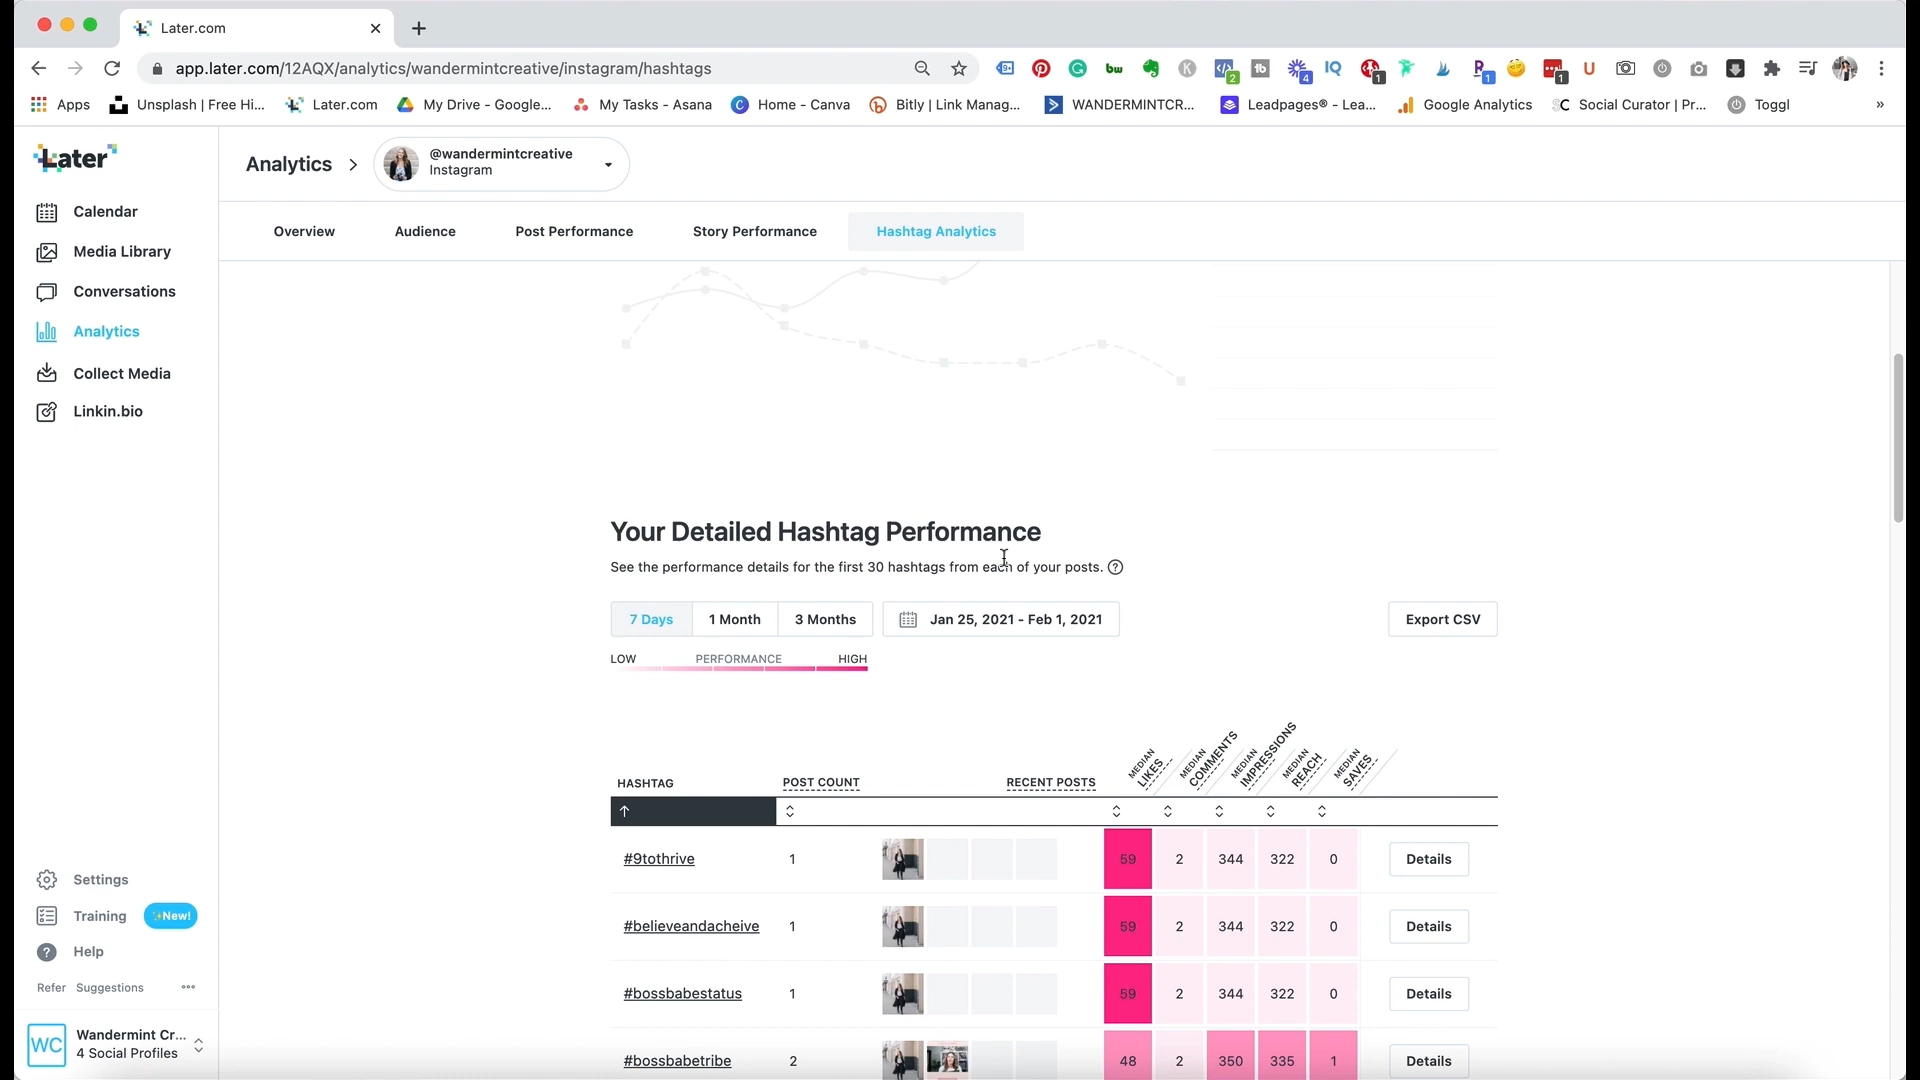 Later.com
app.later.com/12AQX/analytics/wandermintcreative/instagram/hashtags
Apps
Unsplash | Free Hi...
Later.com
My Drive - Google...
My Tasks - Asana
Home - Canva
Bitly | Link Manag...
WANDERMINTCR...
Leadpages® - Lea...
Google Analytics
Social Curator | Pr...
Toggl
»
Later
Calendar
Media Library
Conversations
Analytics
Collect Media
Linkin.bio
Settings
Training
New!
Help
Refer Suggestions
WC
Wandermint Cr...
4 Social Profiles
Analytics
@wandermintcreative
Instagram
Overview
Audience
Post Performance
Story Performance
Hashtag Analytics
Your Detailed Hashtag Performance
See the performance details for the first 30 hashtags from each of your posts.
7 Days
1 Month
3 Months
Jan 25, 2021 - Feb 1, 2021
Export CSV
LOW PERFORMANCE HIGH
HASHTAG
POST COUNT
RECENT POSTS
MEDIAN LIKES
MEDIAN COMMENTS
MEDIAN IMPRESSIONS
MEDIAN REACH
MEDIAN SAVES
#9tothrive 1 59 2 344 322 0 Details
#believeandacheive 1 59 2 344 322 0 Details
#bossbabestatus 1 59 2 344 322 0 Details
#bossbabetribe 2 48 2 350 335 1 Details